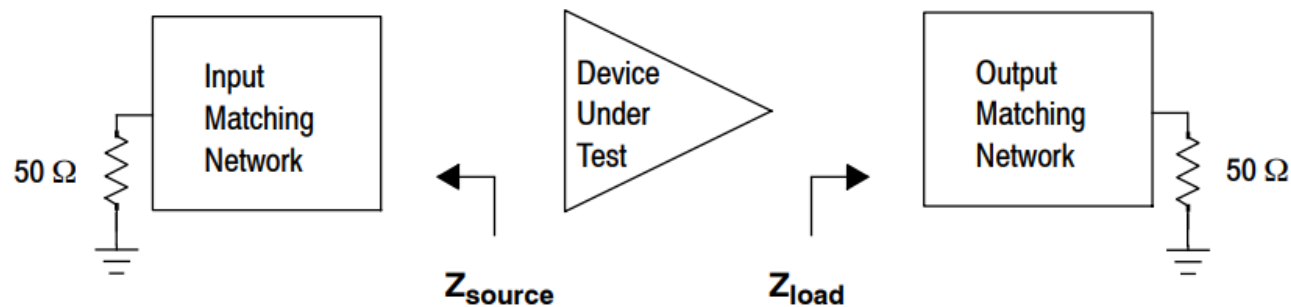 Input
Matching
Network
50 Ω
Device
Under
Test
Output
Matching
Network
50 Ω
Zsource
Zload